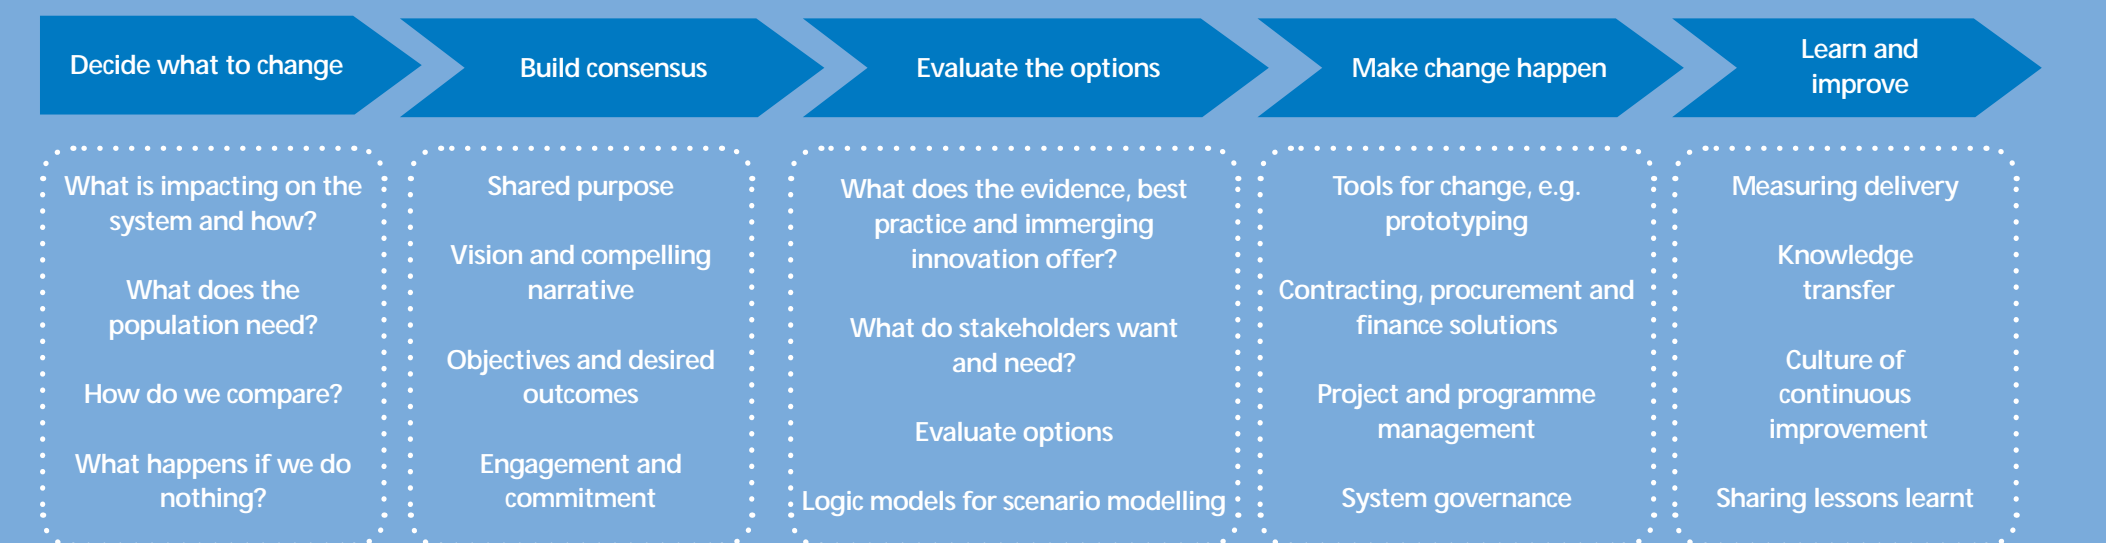 Decide what to change
Build consensus
Evaluate the options
Make change happen
Learn and
improve
What is impacting on the
system and how?
What does the
population need?
How do we compare?
What happens if we do
nothing?
Shared purpose
Vision and compelling
narrative
Objectives and desired
outcomes
Engagement and
commitment
What does the evidence, best
practice and immerging
innovation offer?
What do stakeholders want
and need?
Evaluate options
Logic models for scenario modelling
Tools for change, e.g.
prototyping
Contracting, procurement and
finance solutions
Project and programme
management
System governance
Measuring delivery
Knowledge
transfer
Culture of
continuous
improvement
Sharing lessons learnt